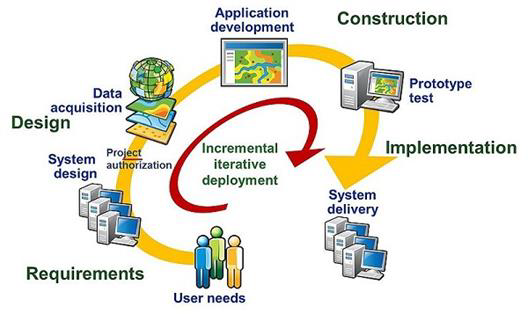 Application
development
Construction
Prototype
test
Data
acquisition
Design
Project
authorization
System
design
Incremental
iterative
deployment
Implementation
System
delivery
Requirements
User needs